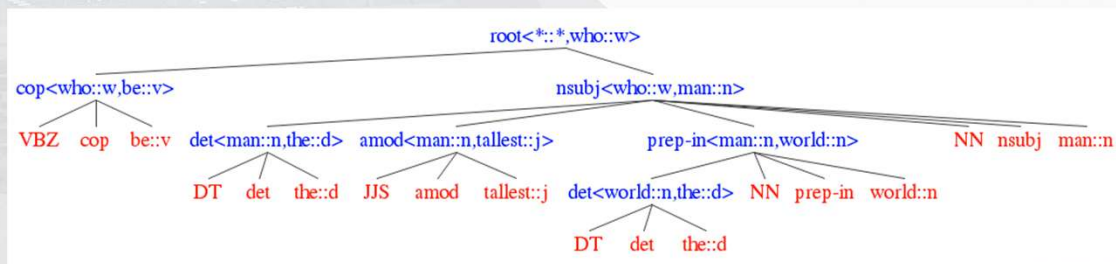 root<*::*,who::w>
cop<who::w,be::v> nsubj<who::w,man::n>
VBZ cop be::v det<man::n,the::d> amod<man::n,tallest::j> prep-in<man::n,world::n> NN nsubj man::n
DT det the::d JJS amod tallest::j det<world::n,the::d> NN prep-in world::n
DT det the::d